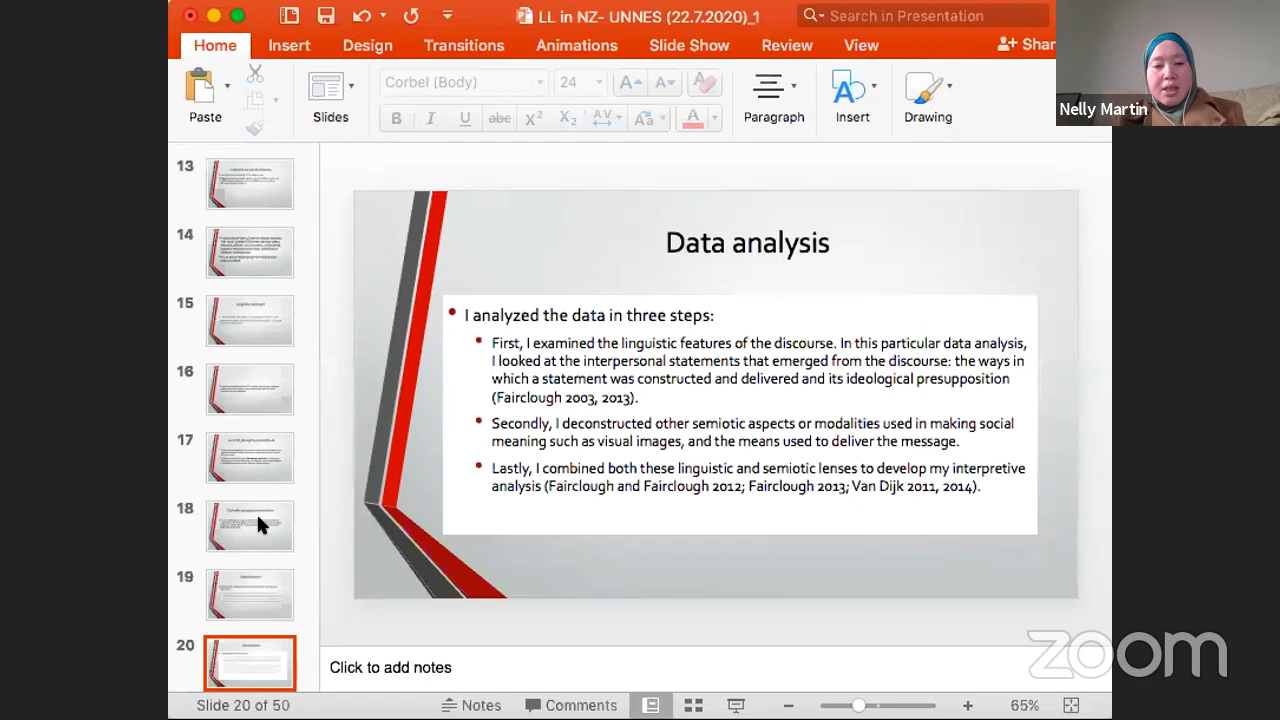 LL in NZ- UNNES (22.7.2020)_1
Search in Presentation
Home Insert Design Transitions Animations Slide Show Review View Shar
Corbel (Body) 24
Paste Slides Paragraph Insert Drawing
Nelly Martin
13
14
15
16
17
18
19
20
Data analysis
I analyzed the data in three steps:
First, I examined the linguistic features of the discourse. In this particular data analysis,
I looked at the interpersonal statements that emerged from the discourse: the ways in
which a statement was constructed and delivered and its ideological presupposition
(Fairclough 2003, 2013).
Secondly, I deconstructed other semiotic aspects or modalities used in making social
meaning such as visual images, and the means used to deliver the message.
Lastly, I combined both these linguistic and semiotic lenses to develop my interpretive
analysis (Fairclough and Fairclough 2012; Fairclough 2013; Van Dijk 2011, 2014).
Click to add notes
zoom
Slide 20 of 50 Notes Comments 65%